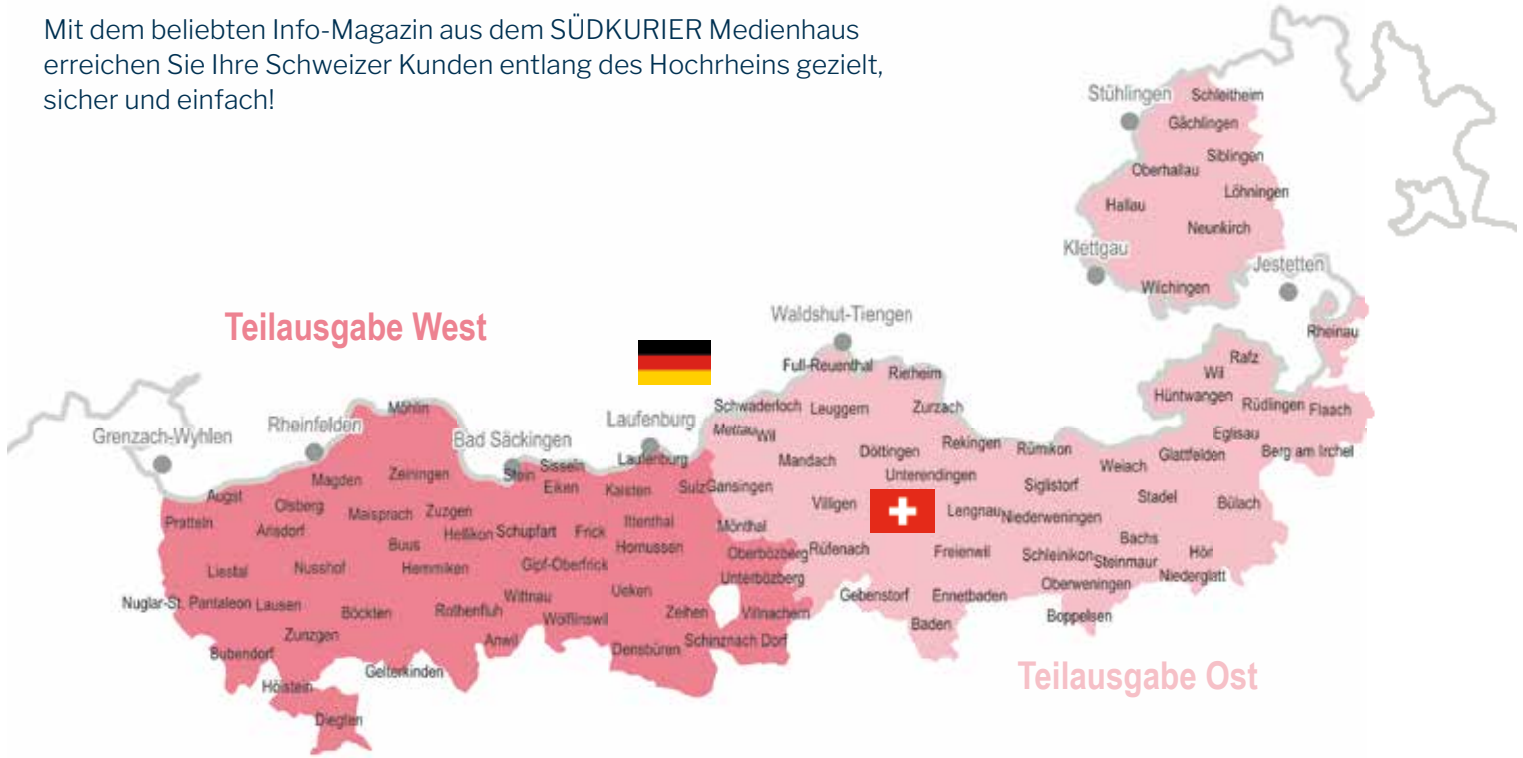 Mit dem beliebten Info-Magazin aus dem SÜDKURIER Medienhaus
erreichen Sie Ihre Schweizer Kunden entlang des Hochrheins gezielt,
sicher und einfach!
Stühlingen
Schleitheim
Gächlingen
Siblingen
Oberhallau
Löhningen
Hallau
Neunkirch
Klettgau
Jestetten
Wilchingen
Teilausgabe West
Waldshut-Tiengen
Rheinau
Full-Reuenthal
Rietheim
Rafz
Wil
Hüntwangen
Rüdlingen
Flaach
Möhlin
Schwaderloch
Leuggern
Zurzach
Grenzach-Wyhlen
Rheinfelden
Bad Säckingen
Laufenburg
Mettau
Wil
Eglisau
Berg am Irchel
Döttingen
Rekingen
Rümikon
Glattfelden
Weiach
Mandach
Laufenburg
Sisseln
Stein
Zeiningen
Magden
Eiken
Kaisten
Sulz
Gansingen
Unterendingen
Siglistorf
Stadel
Bülach
Augst
Olsberg
Maisprach
Zuzgen
Villigen
Lengnau
Niederweningen
Pratteln
Arisdorf
Hellikon
Schupfart
Frick
Ittenthal
Mönthal
Bachs
Buus
Hornussen
Oberbözberg
Rüfenach
Freienwil
Schleinikon
Steinmaur
Höri
Liestal
Nusshof
Hemmiken
Gipf-Oberfrick
Unterbözberg
Oberweningen
Niederglatt
Nuglar-St. Pantaleon
Lausen
Böckten
Rothenfluh
Wittnau
Ueken
Gebenstorf
Ennetbaden
Zunzgen
Wölflinswil
Zeihen
Villnachern
Baden
Boppelsen
Bubendorf
Anwil
Densbüren
Schinznach Dorf
Gelterkinden
Hölstein
Diegten
Teilausgabe Ost